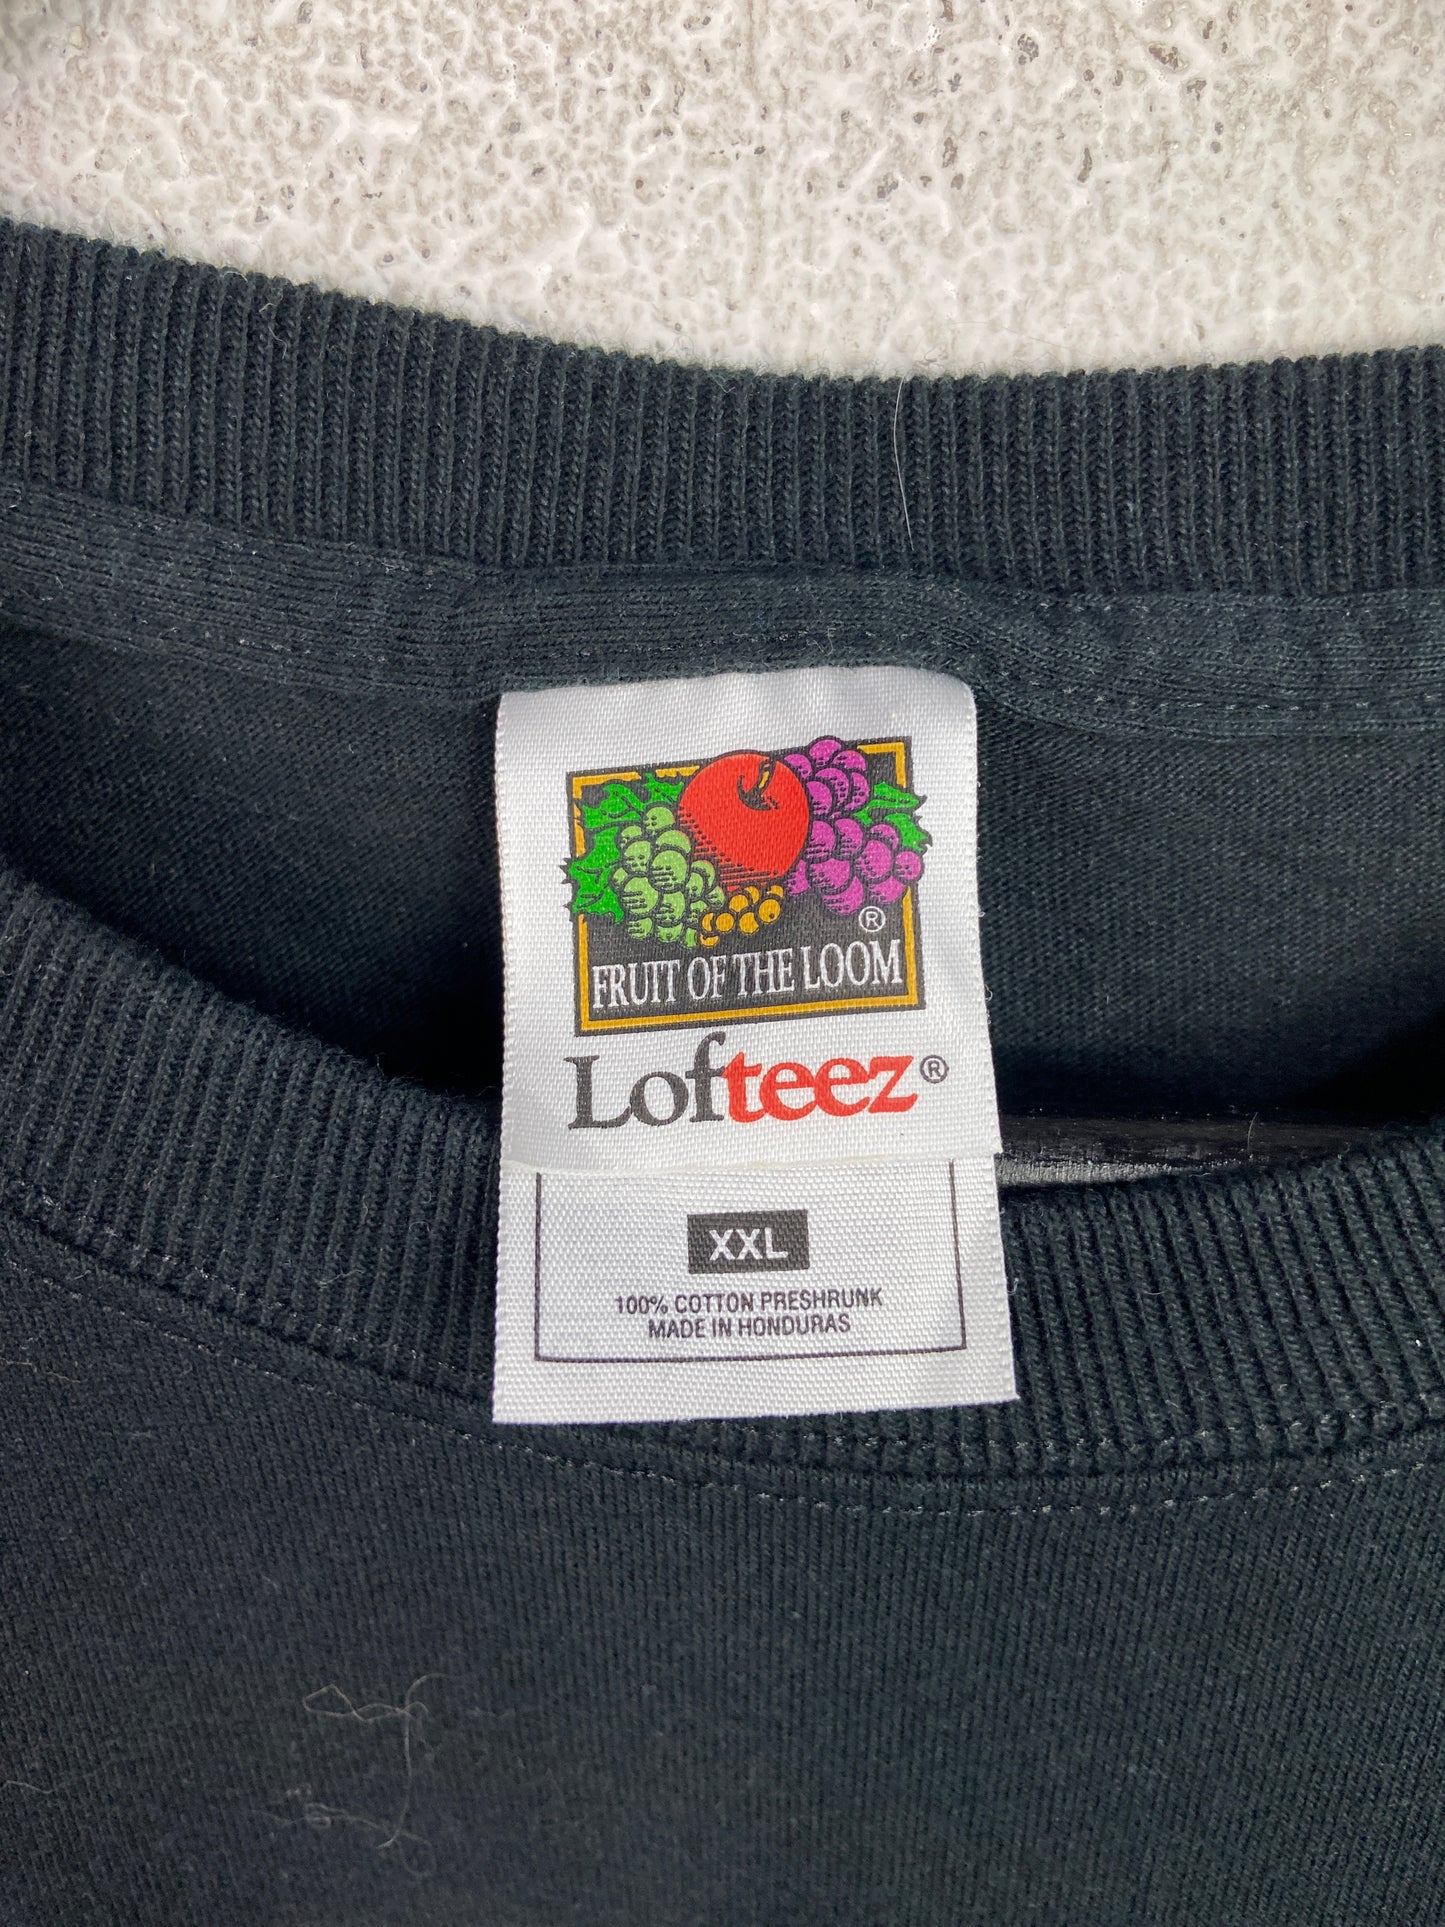 ®
FRUIT OF THE LOOM
Lofteez®
XXL
100% COTTON PRESHRUNK
MADE IN HONDURAS